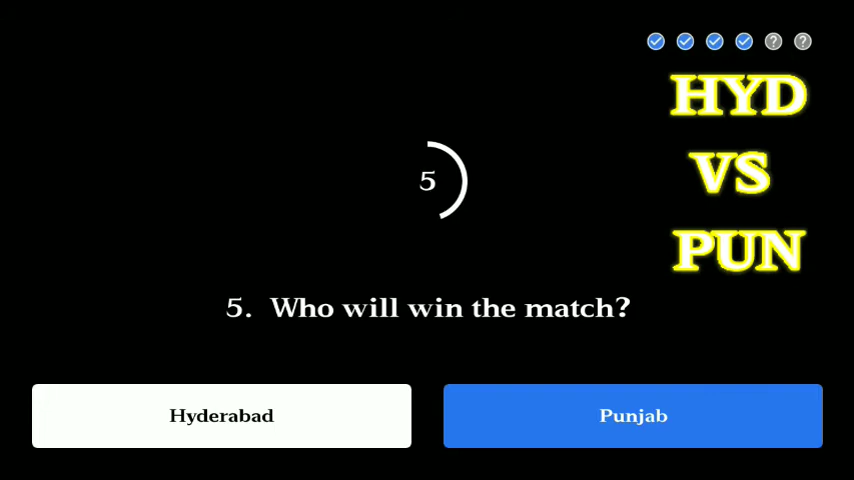 ? ?
HYD
VS
PUN
5
5. Who will win the match?
Hyderabad
Punjab